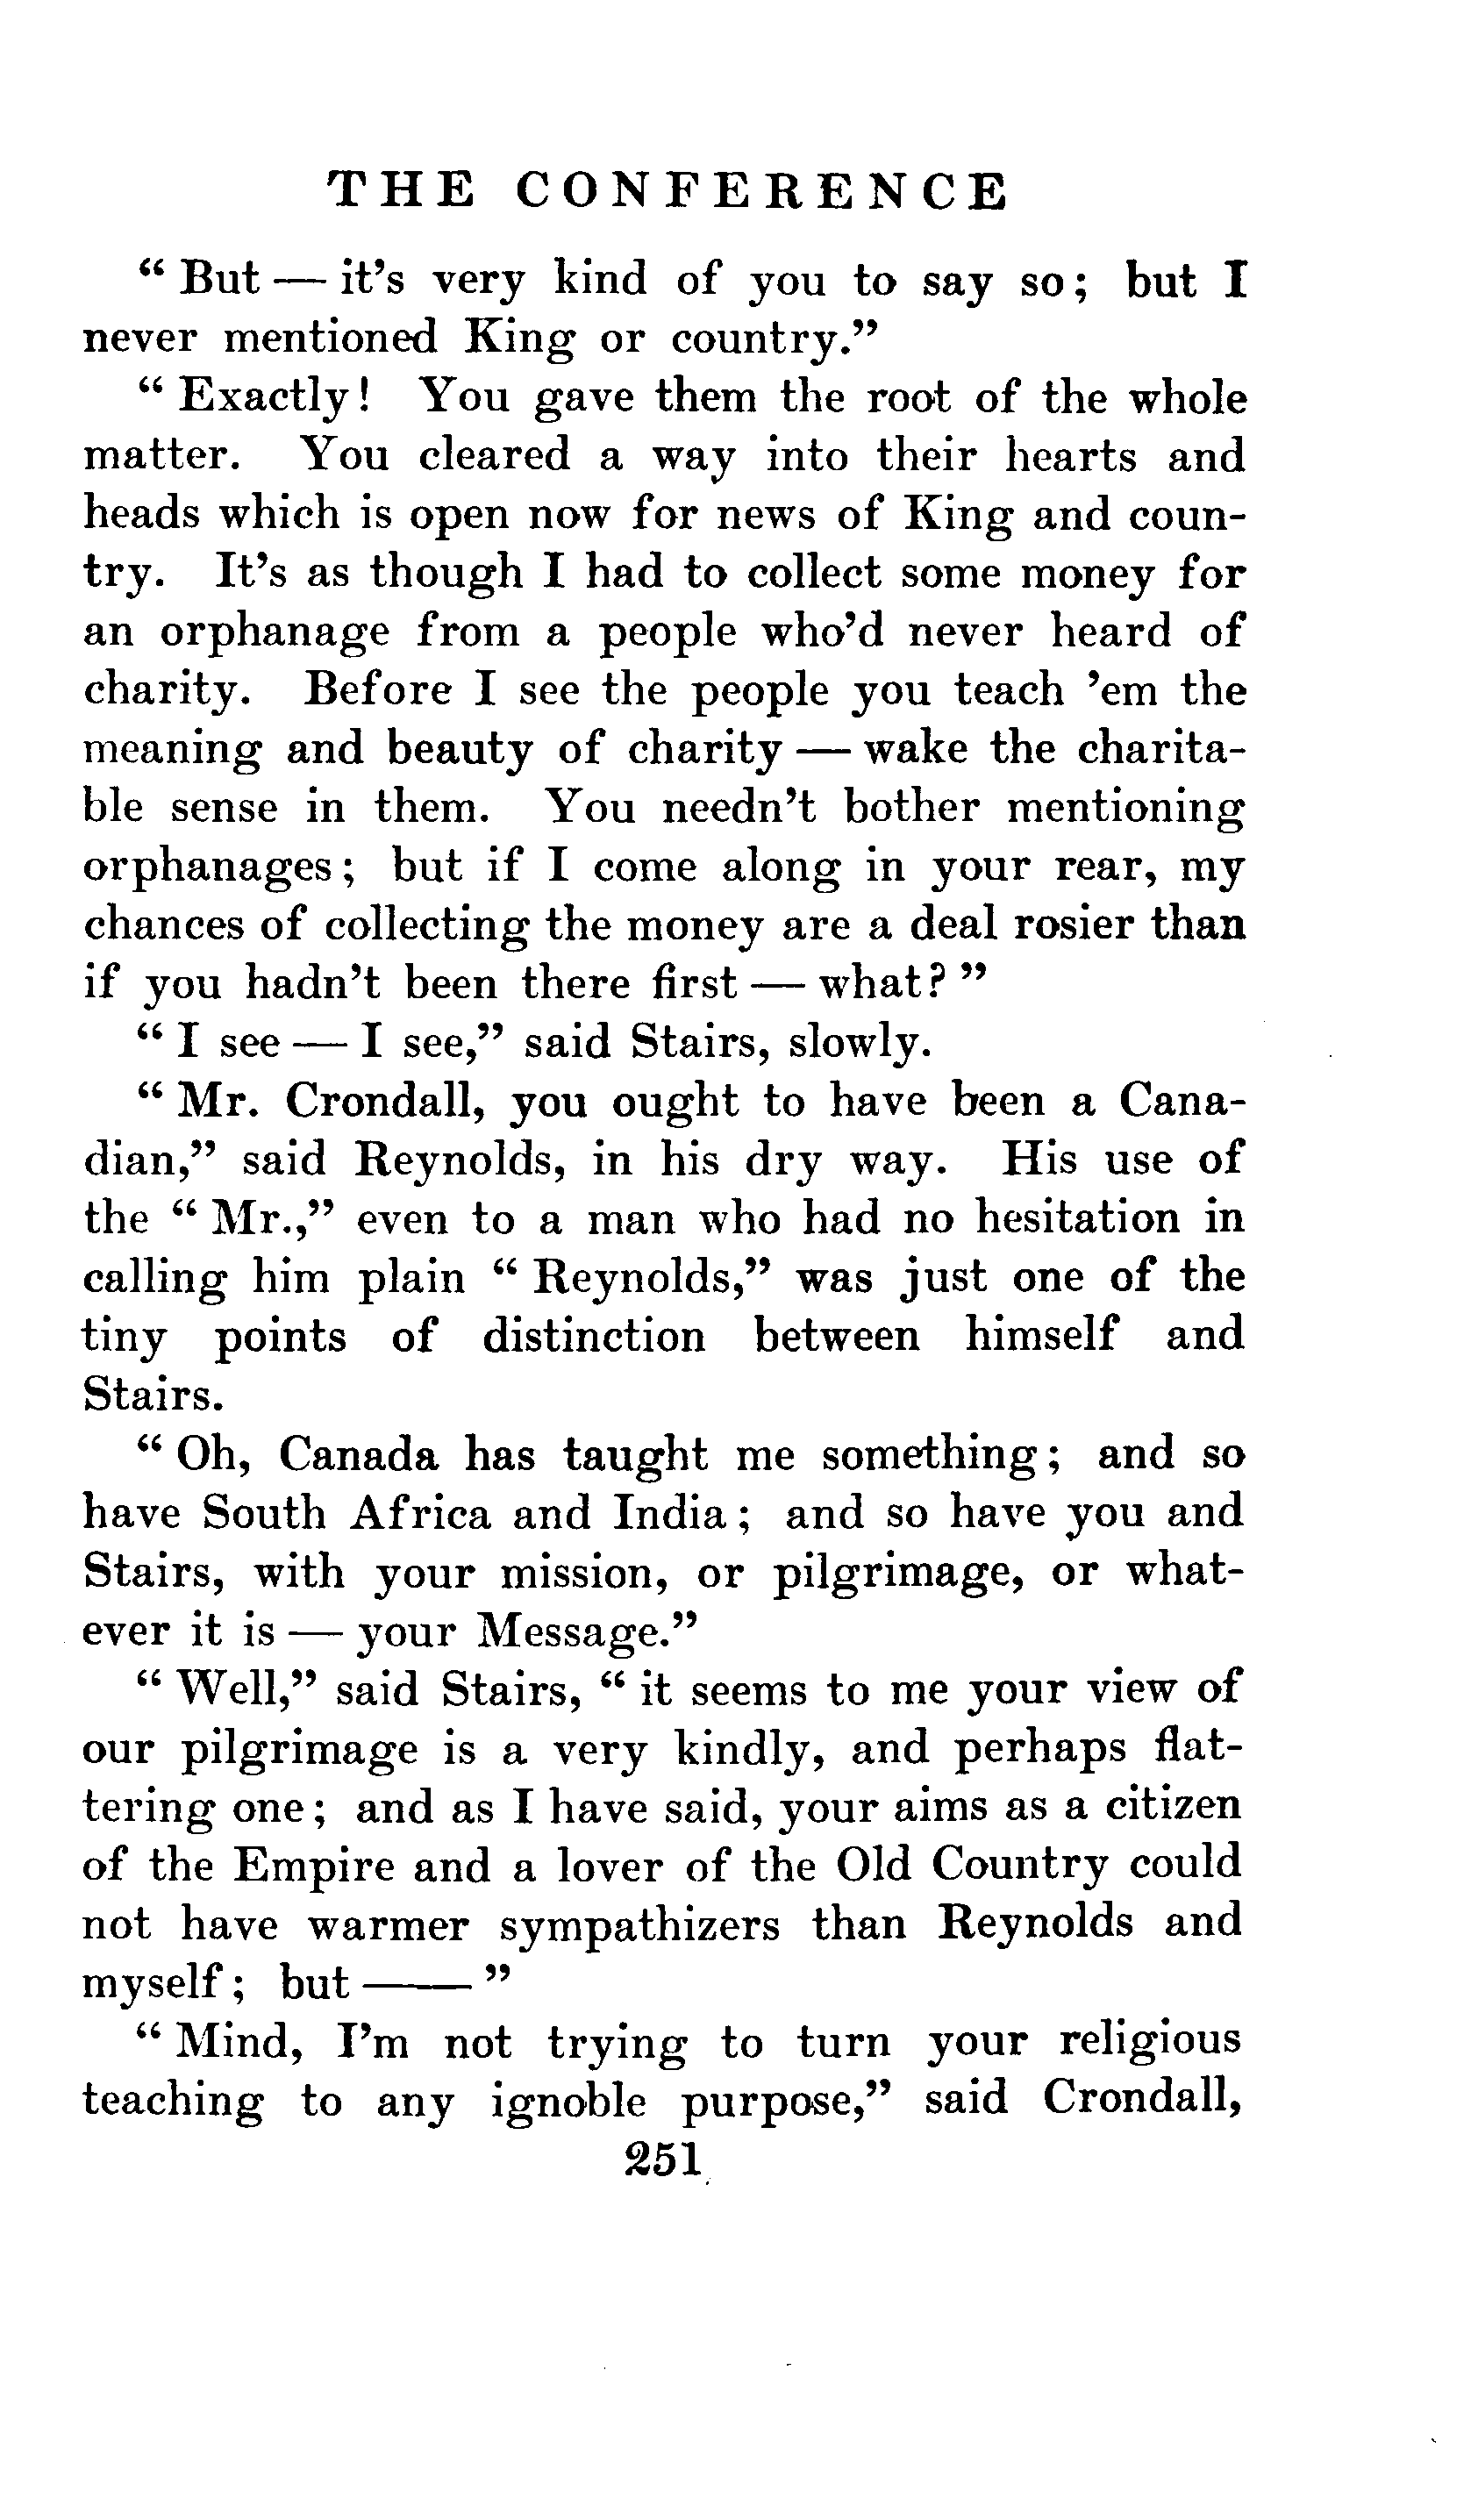 THE CONFERENCE
“ But — it’s very kind of you to say so; but I
never mentioned King or country.”
“ Exactly! You gave them the root of the whole
matter. You cleared a way into their hearts and
heads which is open now for news of King and coun-
try. It’s as though I had to collect some money for
an orphanage from a people who’d never heard of
charity. Before I see the people you teach ’em the
meaning and beauty of charity — wake the charita-
ble sense in them. You needn’t bother mentioning
orphanages; but if I come along in your rear, my
chances of collecting the money are a deal rosier than
if you hadn’t been there first — what? ”
“ I see — I see,” said Stairs, slowly.
“ Mr. Crondall, you ought to have been a Cana-
dian,” said Reynolds, in his dry way. His use of
the “ Mr.,” even to a man who had no hesitation in
calling him plain “ Reynolds,” was just one of the
tiny points of distinction between himself and
Stairs.
“ Oh, Canada has taught me something; and so
have South Africa and India; and so have you and
Stairs, with your mission, or pilgrimage, or what-
ever it is — your Message.”
“ Well,” said Stairs, “ it seems to me your view of
our pilgrimage is a very kindly, and perhaps flat-
tering one; and as I have said, your aims as a citizen
of the Empire and a lover of the Old Country could
not have warmer sympathizers than Reynolds and
myself; but —— ”
“ Mind, I’m not trying to turn your religious
teaching to any ignoble purpose,” said Crondall,
251